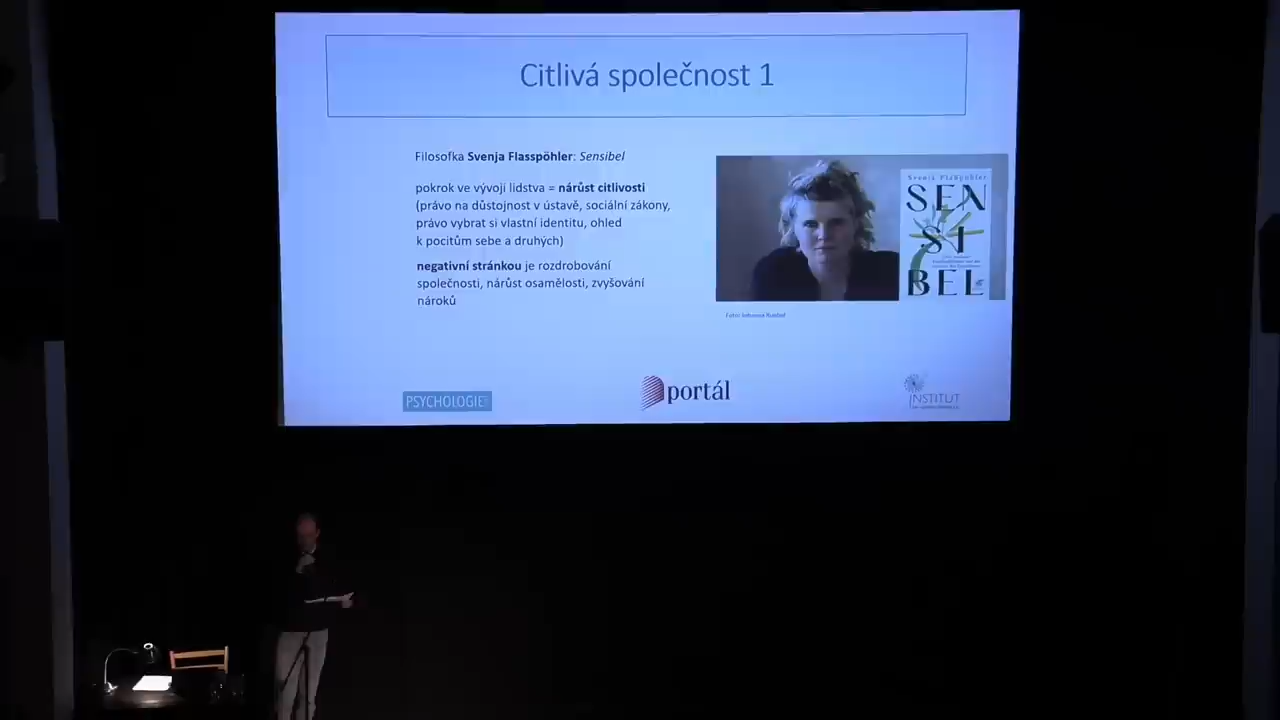 Citlivá společnost 1
Filosofka Svenja Flasspöhler: Sensibel
pokrok ve vývoji lidstva = nárůst citlivosti
(právo na důstojnost v ústavě, sociální zákony,
právo vybrat si vlastní identitu, ohled
k pocitům sebe a druhých)
negativní stránkou je rozdrobování
společnosti, nárůst osamělosti, zvyšování
nároků
Svenja Flaßpöhler
SEN
SI
BEL
PSYCHOLOGIE
portál
INSTITUT